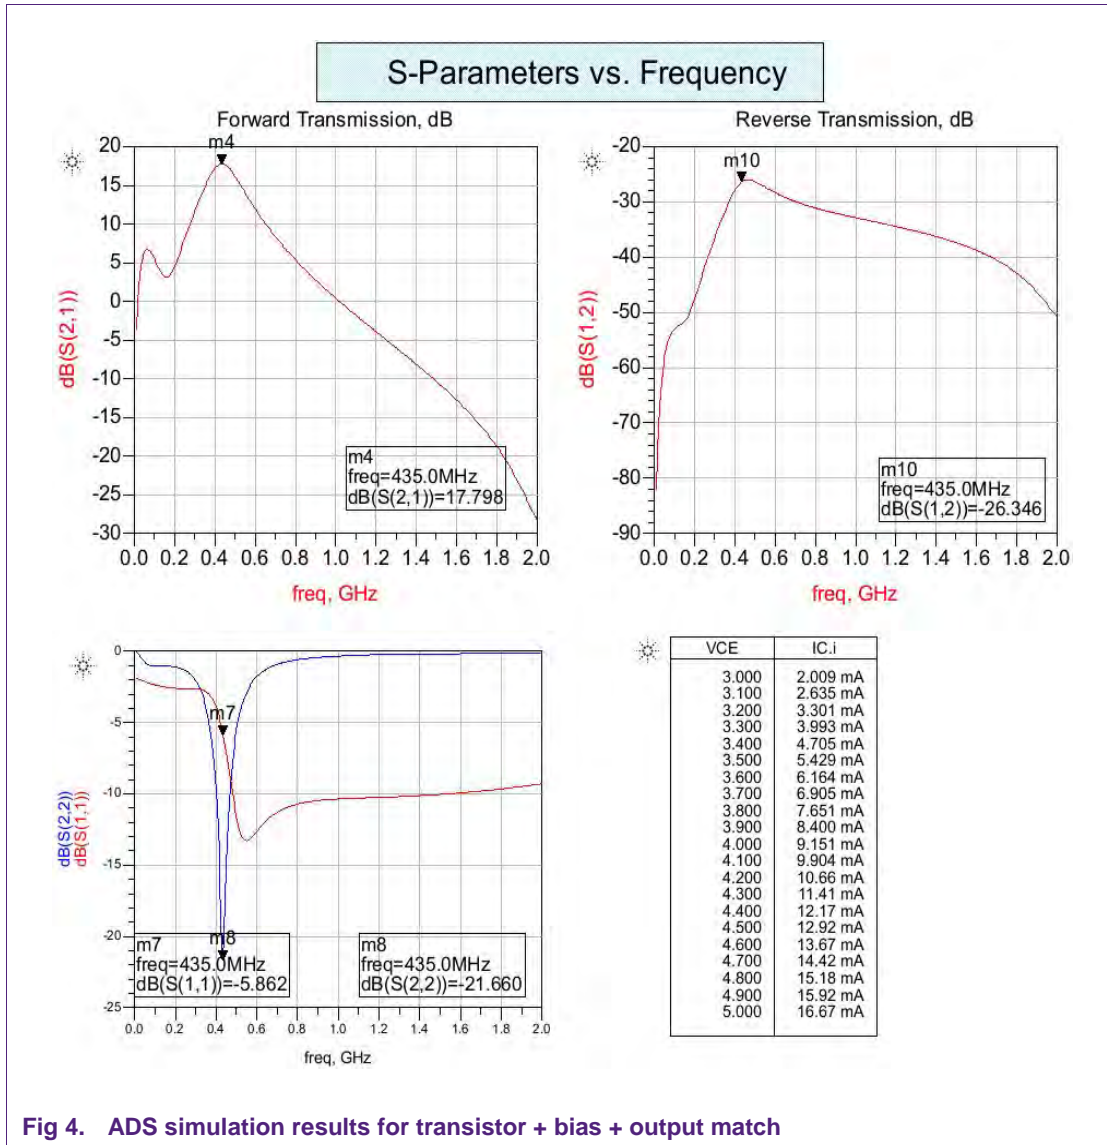 S-Parameters vs. Frequency
Forward Transmission, dB
m4
20
15
10
5
0
-5
-10
-15
-20
-25
-30
dB(S(2,1))
m4
freq=435.0MHz
dB(S(2,1))=17.798
0.0 0.2 0.4 0.6 0.8 1.0 1.2 1.4 1.6 1.8 2.0
freq, GHz
Reverse Transmission, dB
m10
-20
-30
-40
-50
-60
-70
-80
-90
dB(S(1,2))
m10
freq=435.0MHz
dB(S(1,2))=-26.346
0.0 0.2 0.4 0.6 0.8 1.0 1.2 1.4 1.6 1.8 2.0
freq, GHz
0
-5
-10
-15
-20
-25
dB(S(2,2))
dB(S(1,1))
m7
m8
m7
freq=435.0MHz
dB(S(1,1))=-5.862
m8
freq=435.0MHz
dB(S(2,2))=-21.660
0.0 0.2 0.4 0.6 0.8 1.0 1.2 1.4 1.6 1.8 2.0
freq, GHz
VCE IC.i
3.000 2.009 mA
3.100 2.635 mA
3.200 3.301 mA
3.300 3.993 mA
3.400 4.705 mA
3.500 5.429 mA
3.600 6.164 mA
3.700 6.905 mA
3.800 7.651 mA
3.900 8.400 mA
4.000 9.151 mA
4.100 9.904 mA
4.200 10.66 mA
4.300 11.41 mA
4.400 12.17 mA
4.500 12.92 mA
4.600 13.67 mA
4.700 14.42 mA
4.800 15.18 mA
4.900 15.92 mA
5.000 16.67 mA
Fig 4. ADS simulation results for transistor + bias + output match